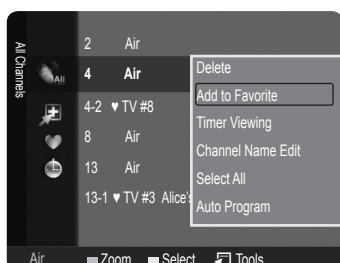 All Channels
All
2 Air
4 Air
4-2 ♥ TV #8
8 Air
13 Air
13-1 ♥ TV #3 Alice's
Delete
Add to Favorite
Timer Viewing
Channel Name Edit
Select All
Auto Program
Air Zoom Select Tools